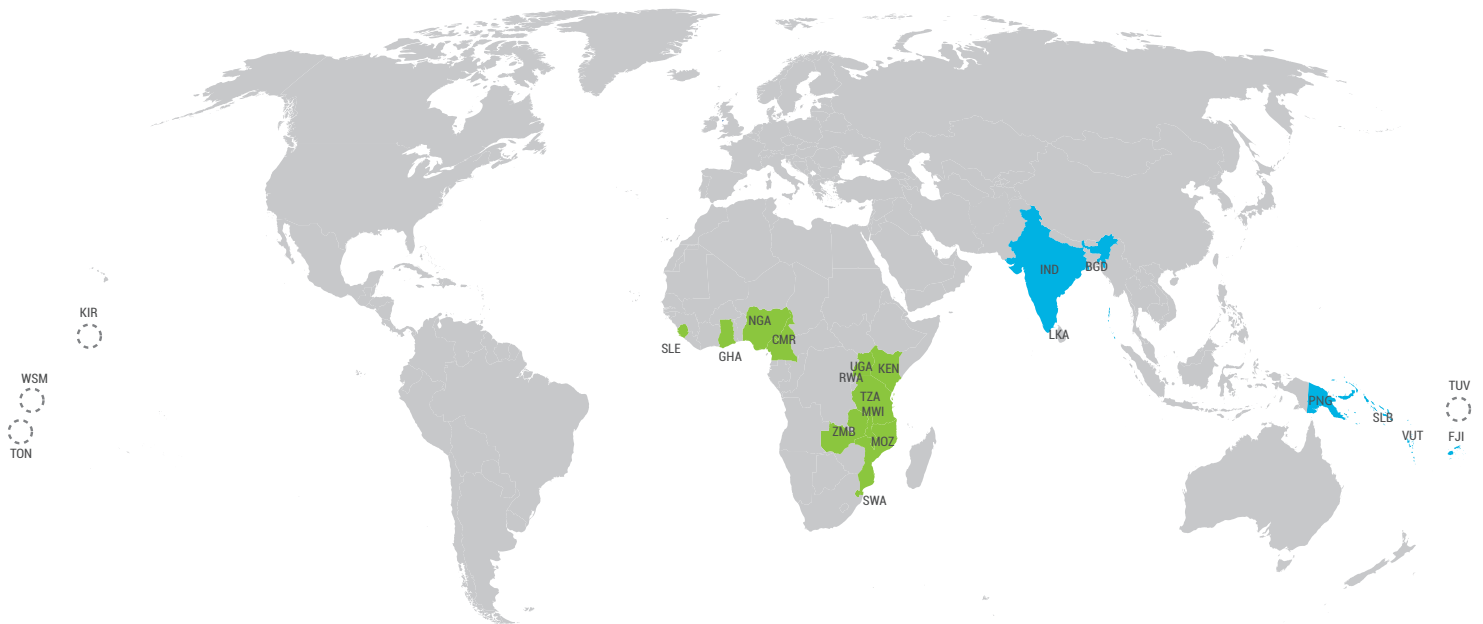 KIR
WSM
TON
SLE
GHA
NGA
CMR
UGA
KEN
RWA
TZA
MWI
ZMB
MOZ
SWA
IND
BGD
LKA
PNG
SLB
VUT
TUV
FJI